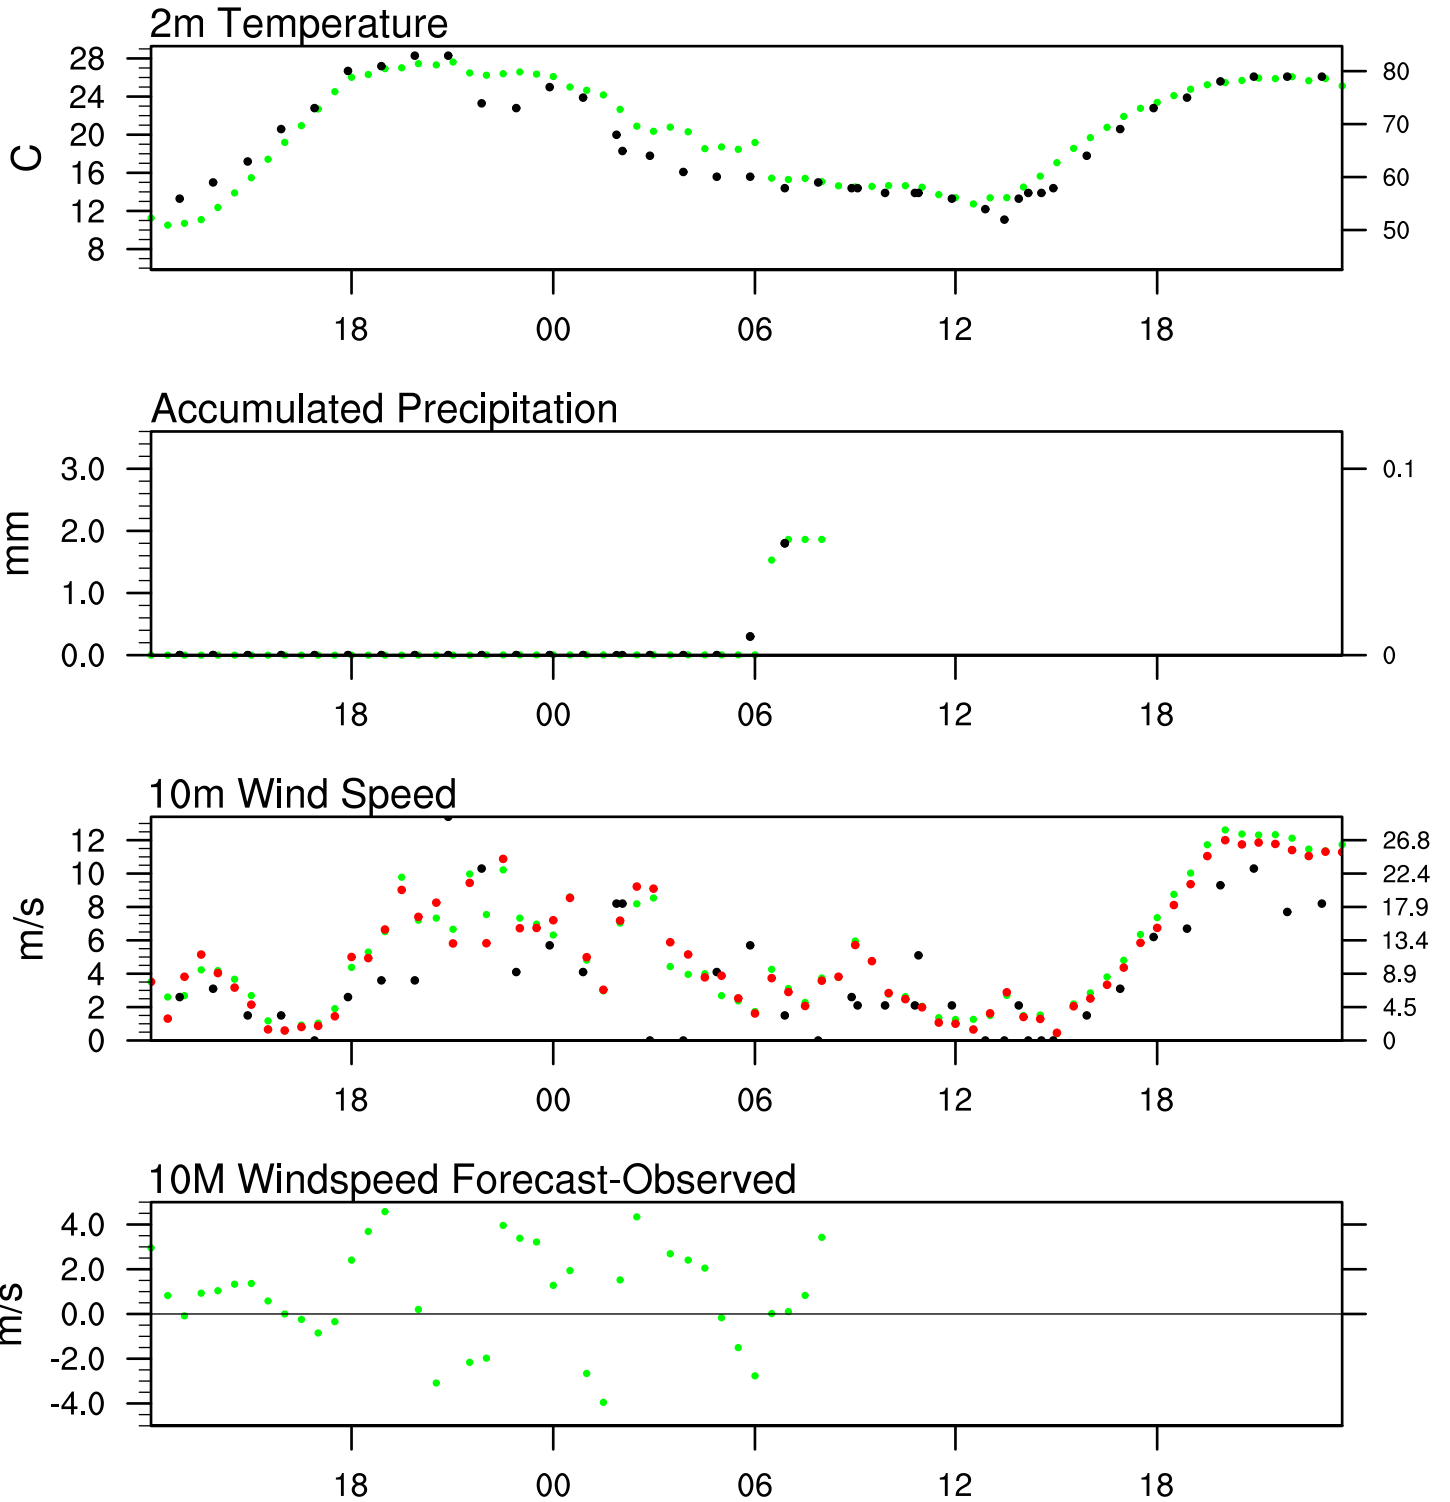 2m Temperature
28
24
20
16
12
8
C
80
70
60
50
18 00 06 12 18
Accumulated Precipitation
3.0
2.0
1.0
0.0
mm
0.1
0
18 00 06 12 18
10m Wind Speed
12
10
8
6
4
2
0
m/s
26.8
22.4
17.9
13.4
8.9
4.5
0
18 00 06 12 18
10M Windspeed Forecast-Observed
4.0
2.0
0.0
-2.0
-4.0
m/s
18 00 06 12 18